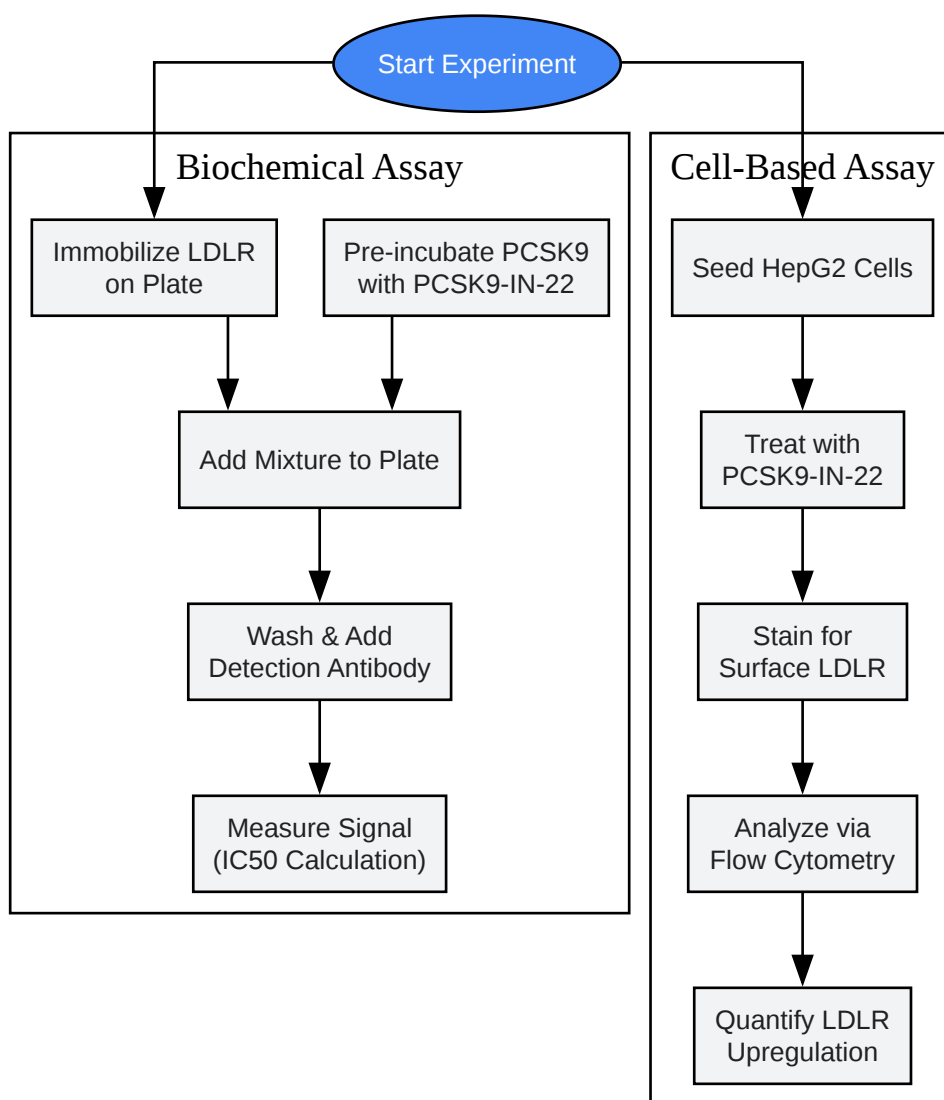 Start Experiment
Biochemical Assay
Immobilize LDLR
on Plate
Pre-incubate PCSK9
with PCSK9-IN-22
Add Mixture to Plate
Wash & Add
Detection Antibody
Measure Signal
(IC50 Calculation)
Cell-Based Assay
Seed HepG2 Cells
Treat with
PCSK9-IN-22
Stain for
Surface LDLR
Analyze via
Flow Cytometry
Quantify LDLR
Upregulation